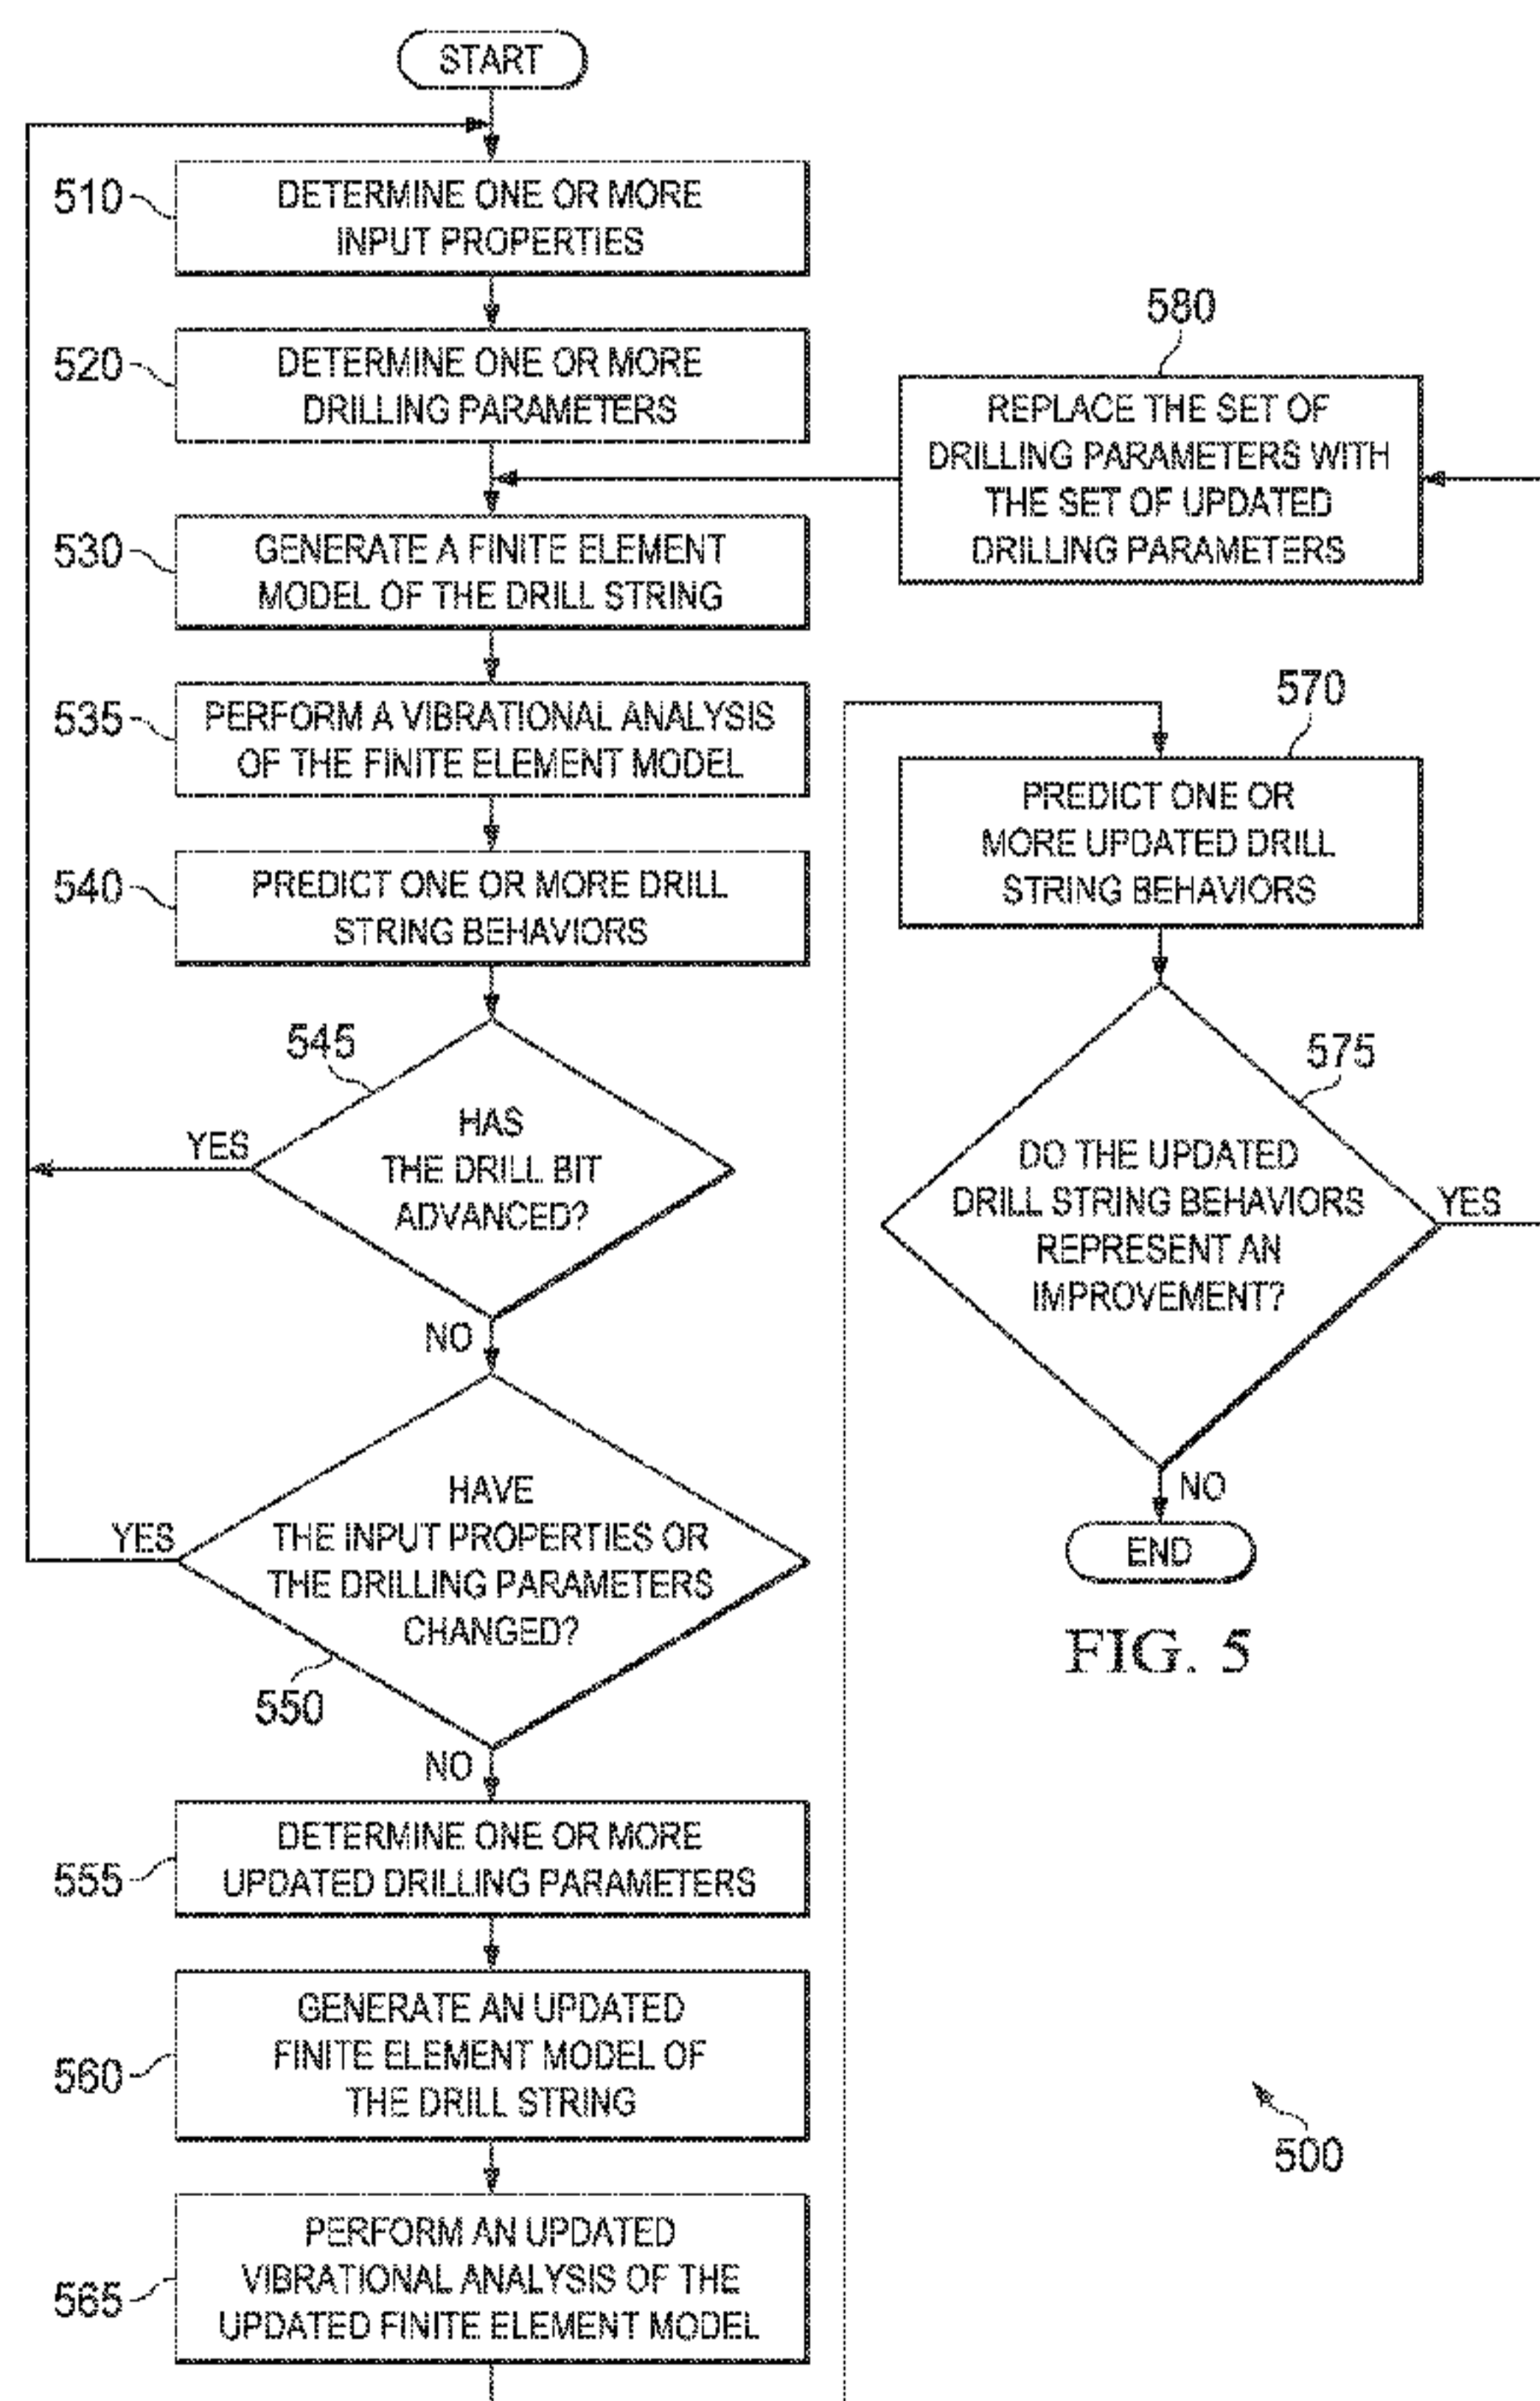 START
510
DETERMINE ONE OR MORE
INPUT PROPERTIES
520
DETERMINE ONE OR MORE
DRILLING PARAMETERS
530
GENERATE A FINITE ELEMENT
MODEL OF THE DRILL STRING
535
PERFORM A VIBRATIONAL ANALYSIS
OF THE FINITE ELEMENT MODEL
540
PREDICT ONE OR MORE DRILL
STRING BEHAVIORS
545
YES
HAS
THE DRILL BIT
ADVANCED?
NO
YES
HAVE
THE INPUT PROPERTIES OR
THE DRILLING PARAMETERS
CHANGED?
550
NO
555
DETERMINE ONE OR MORE
UPDATED DRILLING PARAMETERS
560
GENERATE AN UPDATED
FINITE ELEMENT MODEL OF
THE DRILL STRING
565
PERFORM AN UPDATED
VIBRATIONAL ANALYSIS OF THE
UPDATED FINITE ELEMENT MODEL
580
REPLACE THE SET OF
DRILLING PARAMETERS WITH
THE SET OF UPDATED
DRILLING PARAMETERS
570
PREDICT ONE OR
MORE UPDATED DRILL
STRING BEHAVIORS
575
DO THE UPDATED
DRILL STRING BEHAVIORS
REPRESENT AN
IMPROVEMENT?
YES
NO
END
FIG. 5
500